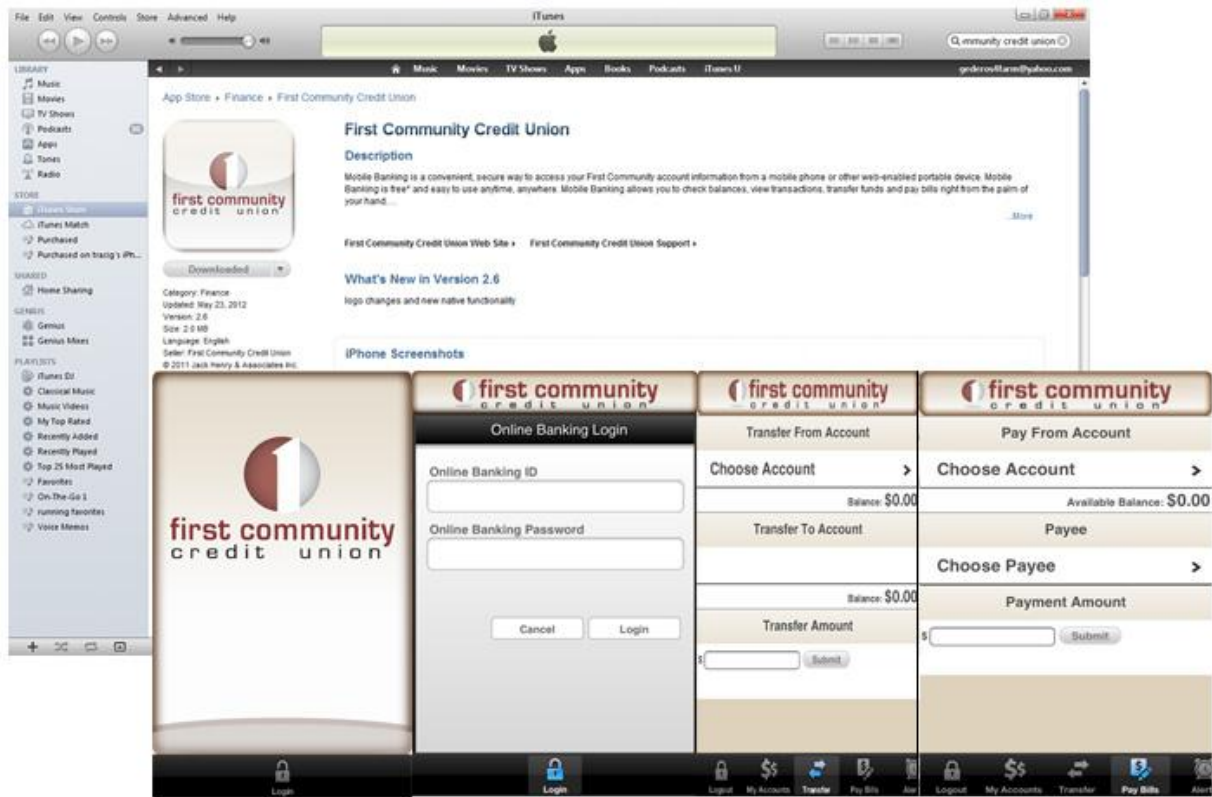 File Edit View Controls Store Advanced Help
iTunes
mmunity credit union
Music Movies TV Shows Apps Books Podcasts iTunes U
LIBRARY
Music
Movies
TV Shows
Podcasts
Apps
Tones
Radio
STORE
iTunes Store
iTunes Match
Purchased
Purchased on tracig's iPh...
SHARED
Home Sharing
GENIUS
Genius
Genius Mixes
PLAYLISTS
iTunes DJ
Classical Music
Music Videos
My Top Rated
Recently Added
Recently Played
Top 25 Most Played
Favorites
On-The-Go 1
running favorites
Voice Memos
App Store Finance First Community Credit Union
first community
credit union
Downloaded
Category: Finance
Updated: May 23, 2012
Version: 2.6
Size: 2.0 MB
Language: English
Seller: First Community Credit Union
© 2011 Jack Henry & Associates Inc.
First Community Credit Union
Description
Mobile Banking is a convenient, secure way to access your First Community account information from a mobile phone or other web-enabled portable device. Mobile
Banking is free* and easy to use anytime, anywhere. Mobile Banking allows you to check balances, view transactions, transfer funds and pay bills right from the palm of
your hand....
...More
First Community Credit Union Web Site First Community Credit Union Support
What's New in Version 2.6
logo changes and new native functionality
iPhone Screenshots
first community
credit union
Login
first community
credit union
Online Banking Login
Online Banking ID
Online Banking Password
Cancel Login
Login
first community
credit union
Transfer From Account
Choose Account >
Balance: $0.00
Transfer To Account
Balance: $0.00
Transfer Amount
$ Submit
Logout My Accounts Transfer Pay Bills Aler
first community
credit union
Pay From Account
Choose Account >
Available Balance: $0.00
Payee
Choose Payee >
Payment Amount
$ Submit
Logout My Accounts Transfer Pay Bills Alert